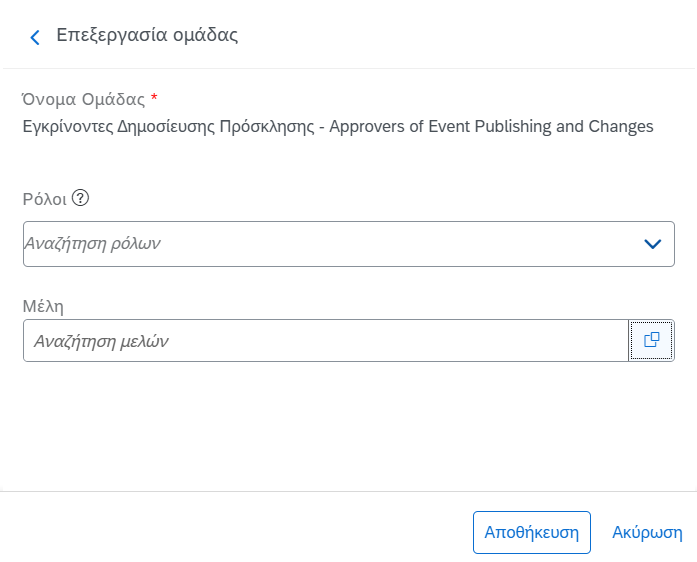 Επεξεργασία ομάδας
Όνομα Ομάδας *
Εγκρίνοντες Δημοσίευσης Πρόσκλησης - Approvers of Event Publishing and Changes
Ρόλοι ?
Αναζήτηση ρόλων
Μέλη
Αναζήτηση μελών
Αποθήκευση Ακύρωση